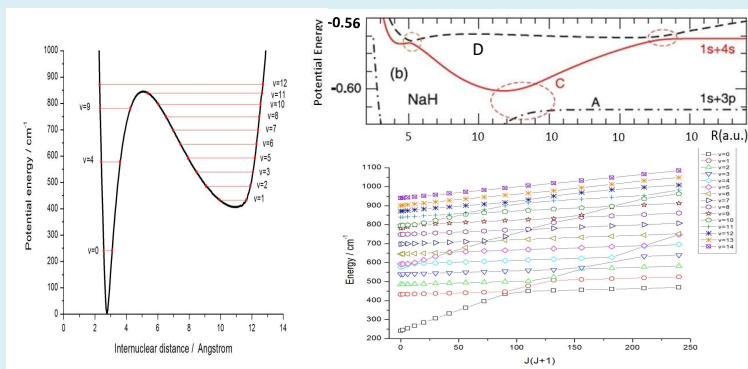 1000
900
800
700
600
500
400
300
200
100
0
Potential energy / cm⁻¹
v=12
v=11
v=10
v=9
v=8
v=7
v=6
v=5
v=4
v=3
v=2
v=1
v=0
0 2 4 6 8 10 12 14
Internuclear distance / Angstrom
-0.56
-0.60
Potential Energy
D
1s+4s
(b)
C
NaH
A
1s+3p
5 10 10 10 10 R(a.u.)
1100
1000
900
800
700
600
500
400
300
200
Energy / cm⁻¹
0 50 100 150 200 250
J(J+1)
v=0
v=1
v=2
v=3
v=4
v=5
v=6
v=7
v=8
v=9
v=10
v=11
v=12
v=13
v=14